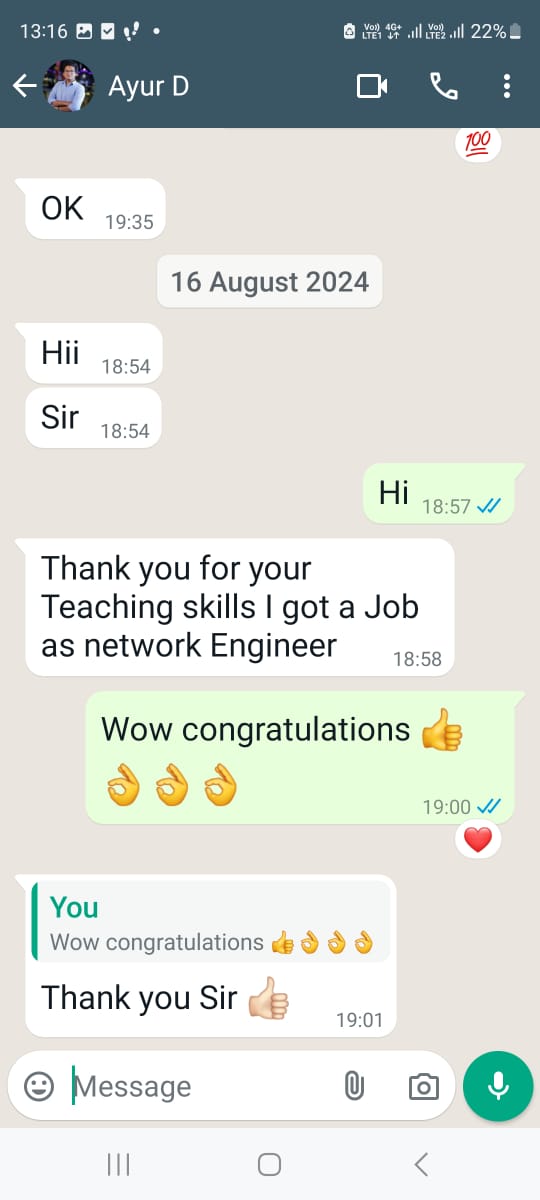 13:16 Vo) LTE1 4G+ Vo) LTE2 22%
Ayur D
💯
OK 19:35
16 August 2024
Hii 18:54
Sir 18:54
Hi 18:57
Thank you for your
Teaching skills I got a Job
as network Engineer 18:58
Wow congratulations 👍
👌👌👌 19:00
❤️
You
Wow congratulations 👍👌👌👌
Thank you Sir 👍🏻 19:01
Message